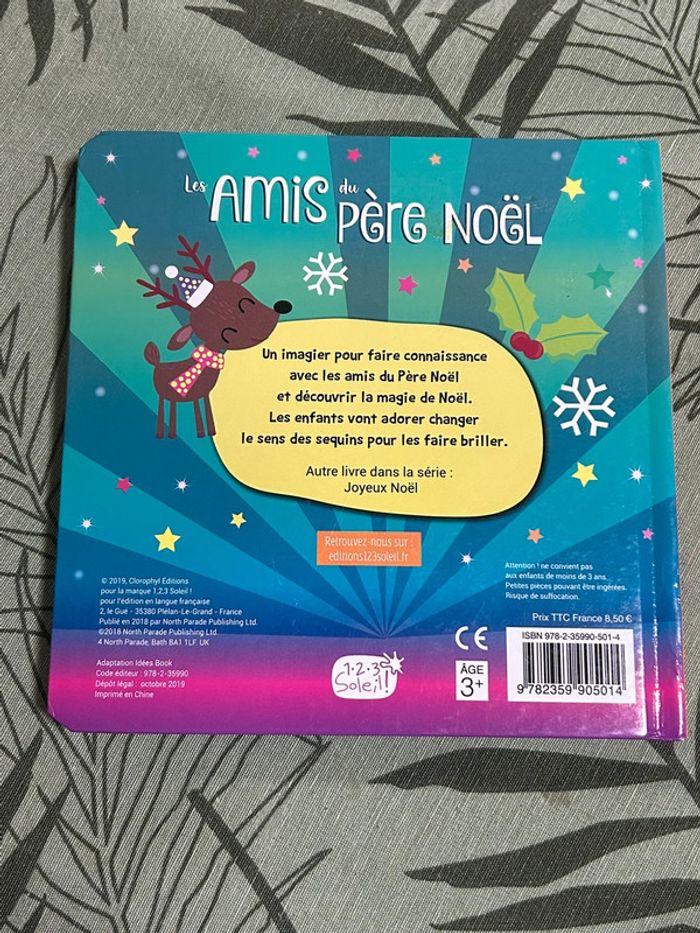 Les AMIS du
PÈRE NOËL
Un imagier pour faire connaissance
avec les amis du Père Noël
et découvrir la magie de Noël.
Les enfants vont adorer changer
le sens des sequins pour les faire briller.
Autre livre dans la série :
Joyeux Noël
Retrouvez-nous sur :
editions123soleil.fr
© 2019, Clorophyl Éditions
pour la marque 1,2,3 Soleil !
pour l'édition en langue française
2, le Gué - 35380 Plélan-Le-Grand - France
Publié en 2018 par North Parade Publishing Ltd.
©2018 North Parade Publishing Ltd.
4 North Parade, Bath BA1 1LF. UK
Adaptation Idées Book
Code éditeur : 978-2-35990
Dépôt légal : octobre 2019
Imprimé en Chine
1·2·3
Soleil!
CE
ÂGE
3+
Attention ! ne convient pas
aux enfants de moins de 3 ans.
Petites pièces pouvant être ingérées.
Risque de suffocation.
Prix TTC France 8,50 €
ISBN 978-2-35990-501-4
9 782359 905014